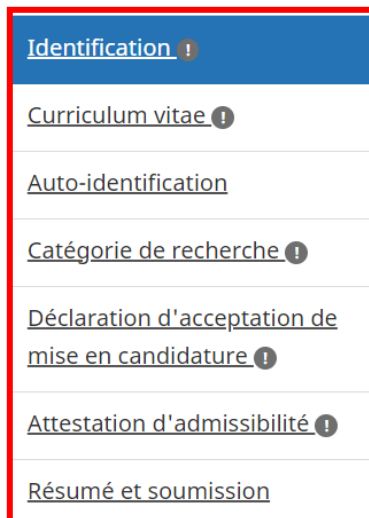 Identification !
Curriculum vitae !
Auto-identification
Catégorie de recherche !
Déclaration d'acceptation de
mise en candidature !
Attestation d'admissibilité !
Résumé et soumission